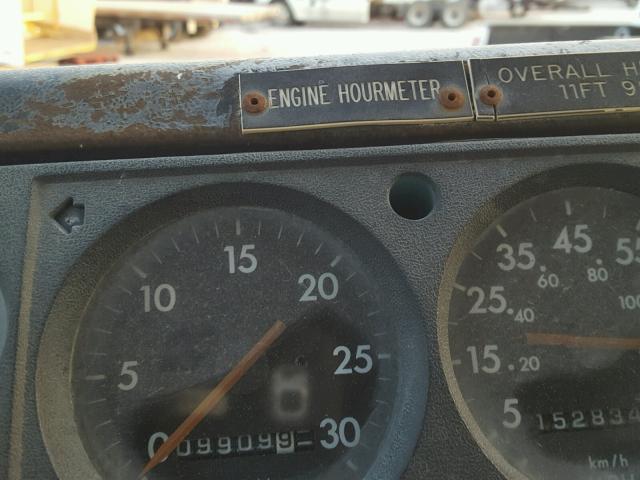 ENGINE HOURMETER
OVERALL H
11FT 9
0 5 10 15 20 25 30
099099
5 15 25 35 45 55
20 40 60 80 100
152834
km/h